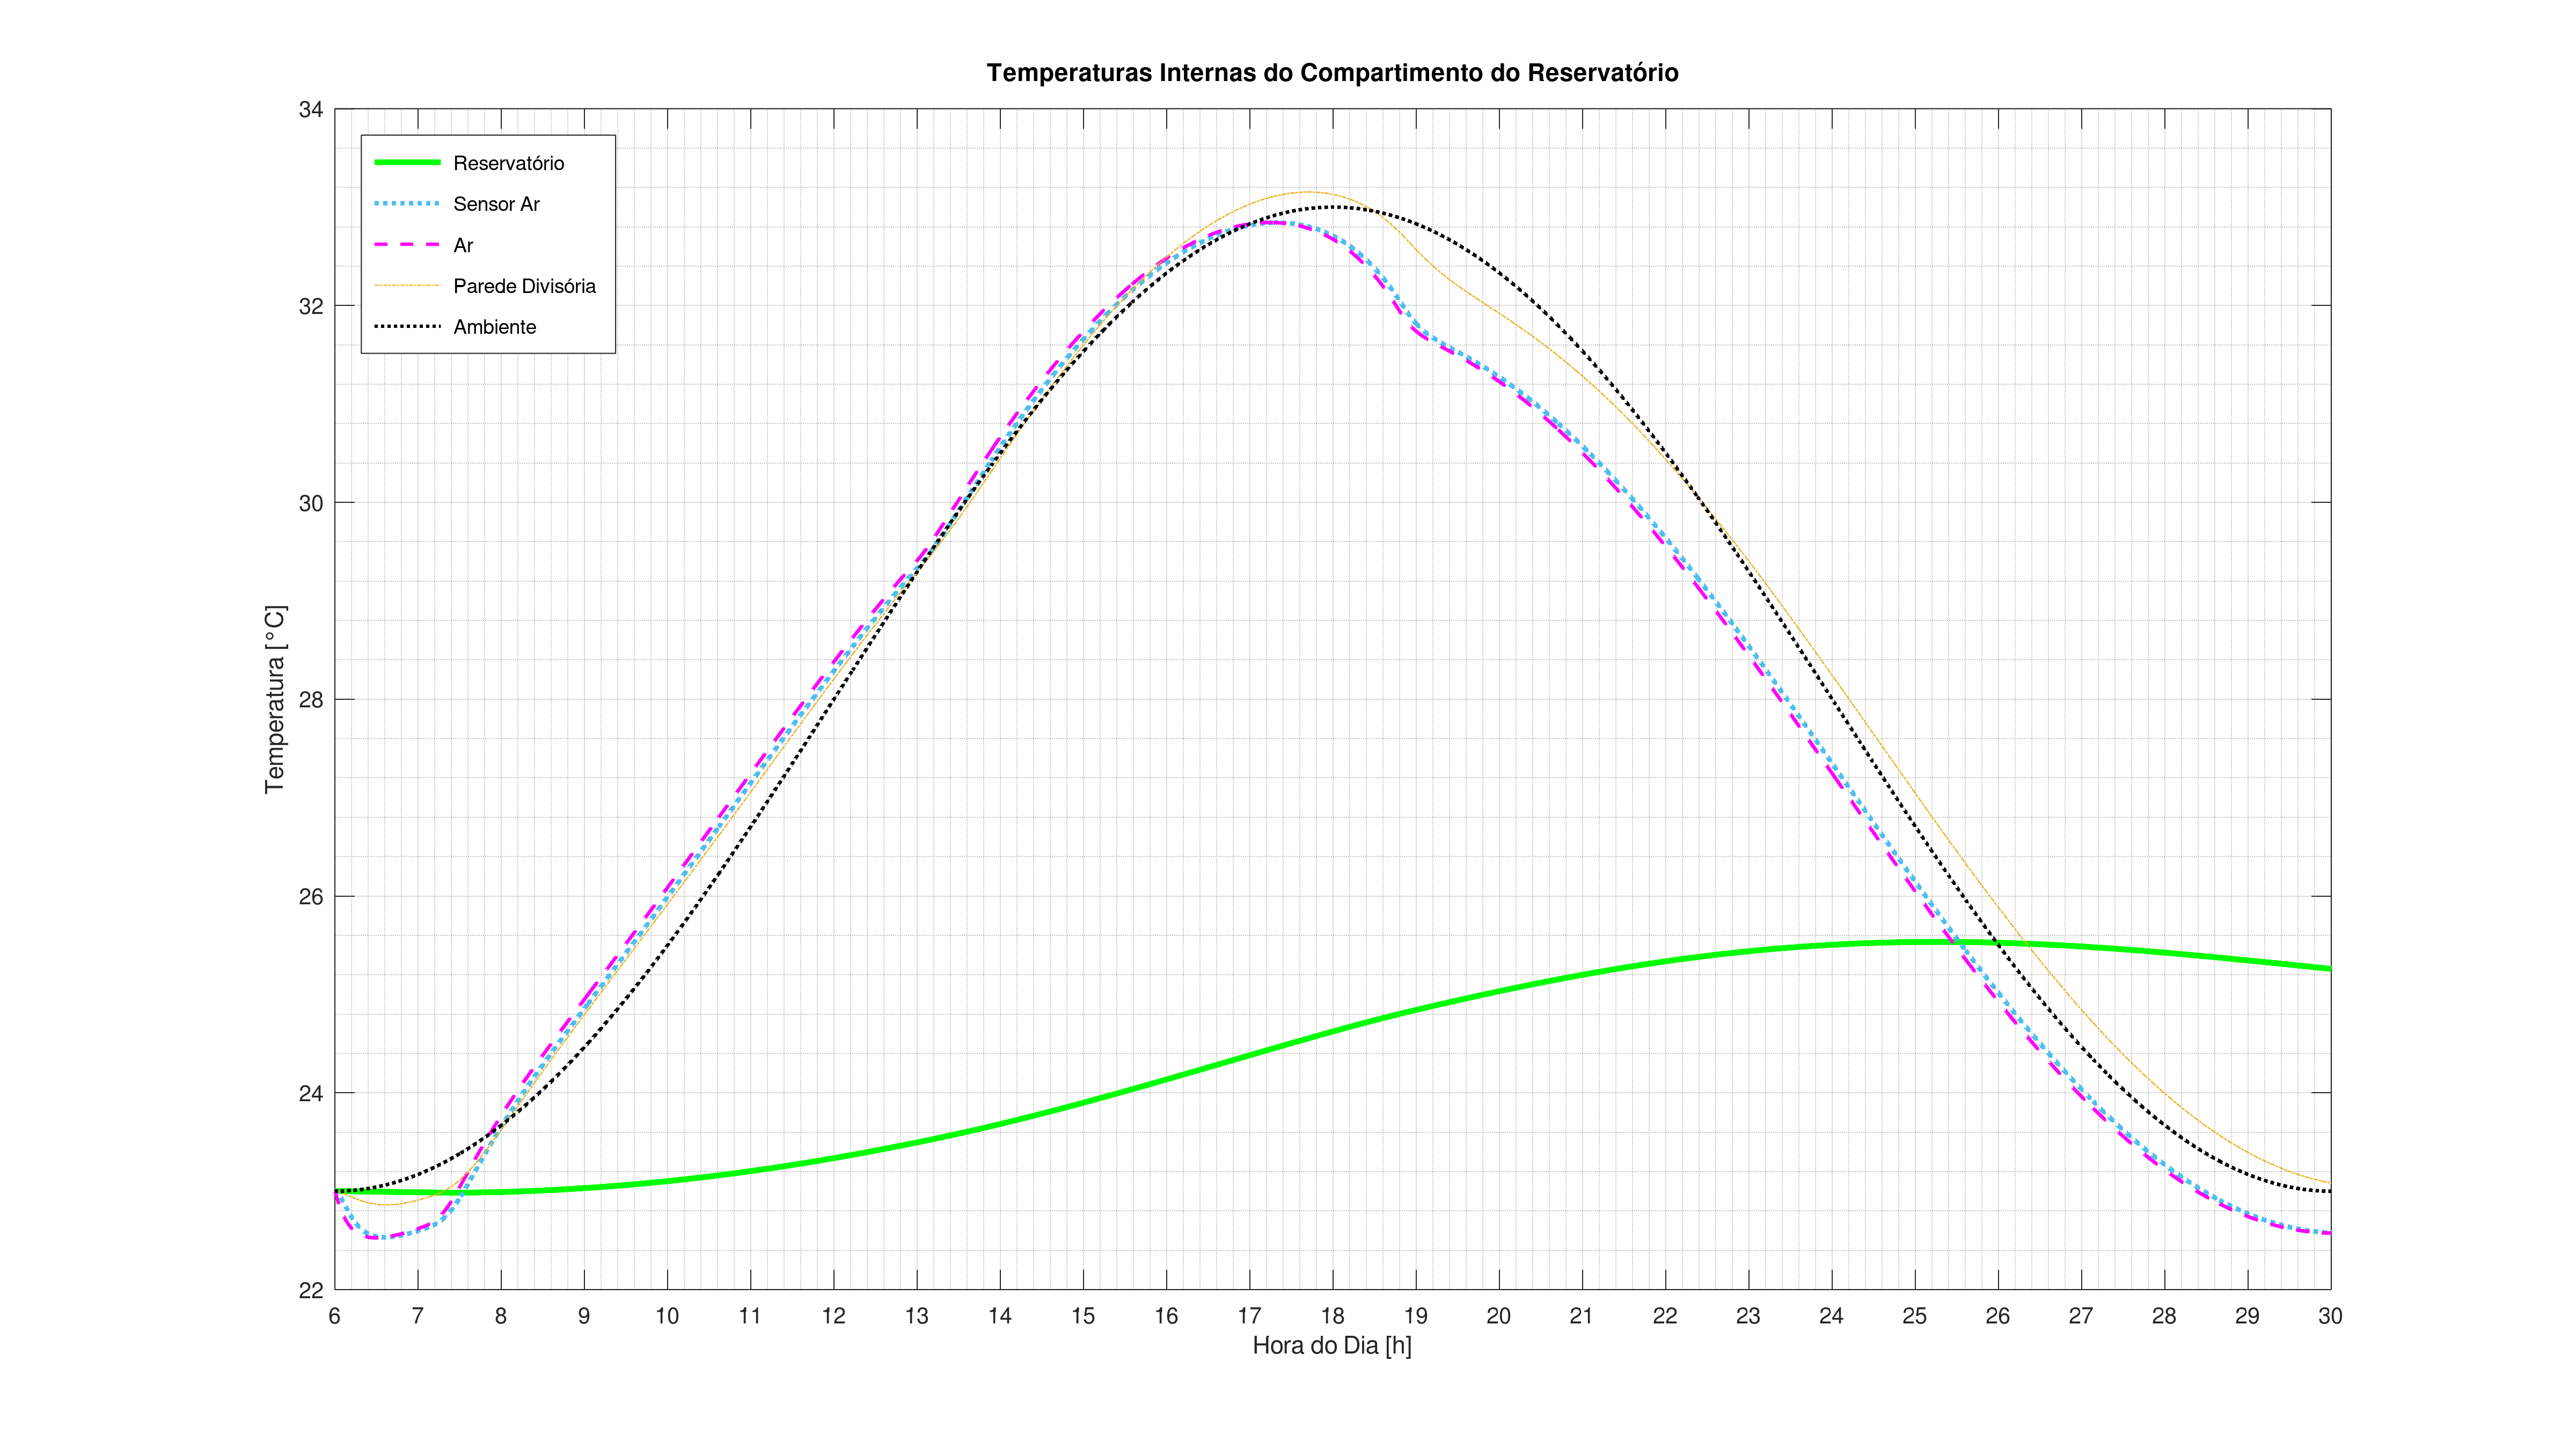 Temperaturas Internas do Compartimento do Reservatório
34
32
30
28
26
24
22
Temperatura [°C]
Reservatório
Sensor Ar
Ar
Parede Divisória
Ambiente
6 7 8 9 10 11 12 13 14 15 16 17 18 19 20 21 22 23 24 25 26 27 28 29 30
Hora do Dia [h]